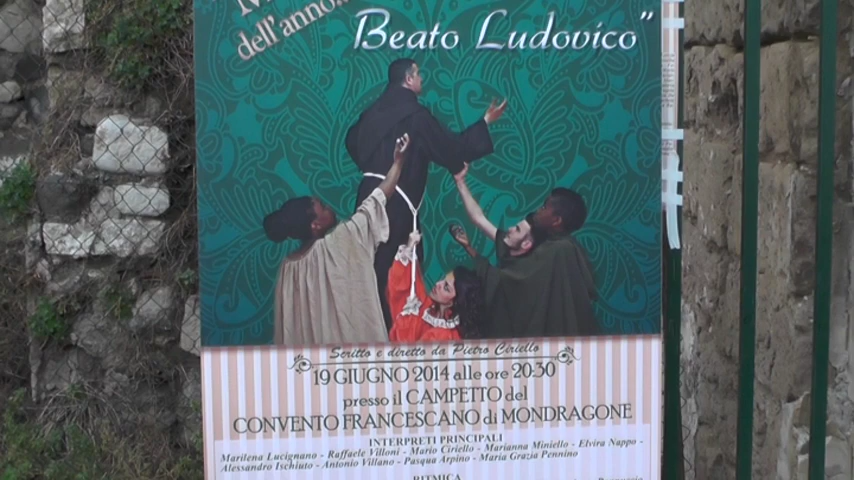 dell'anno
Beato Ludovico"
Scritto e diretto da Pietro Ciriello
19 GIUGNO 2014 alle ore 20:30
presso il CAMPETTO del
CONVENTO FRANCESCANO di MONDRAGONE
INTERPRETI PRINCIPALI
Marilena Lucignano - Raffaele Villoni - Mario Ciriello - Marianna Miniello - Elvira Nappo -
Alessandro Ischiuto - Antonio Villano - Pasqua Arpino - Maria Grazia Pennino
RITMICA